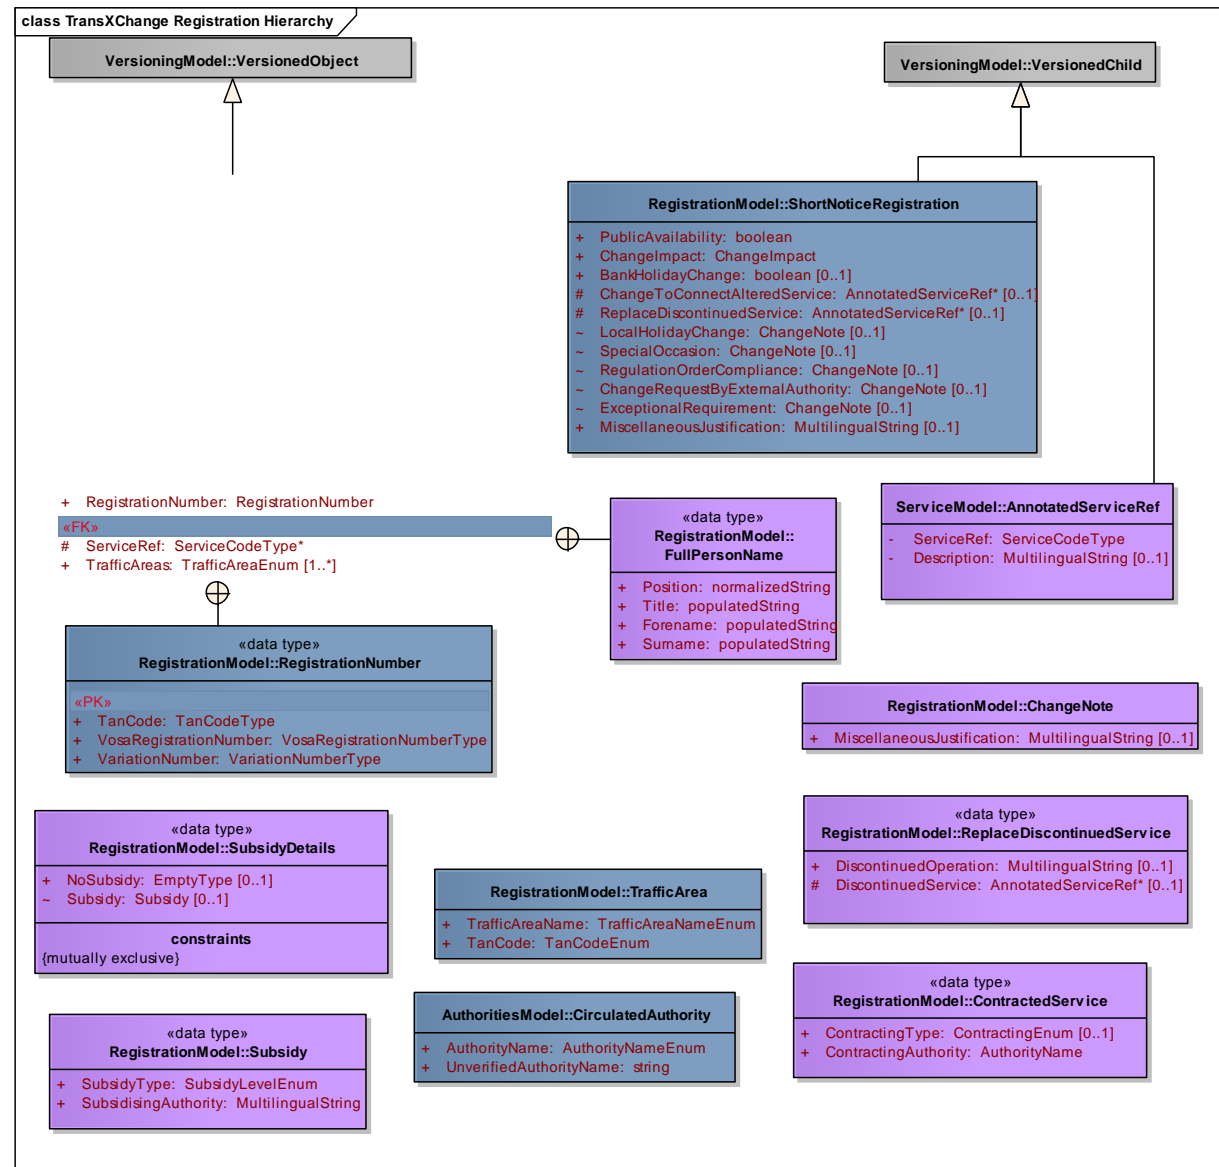 class TransXChange Registration Hierarchy
VersioningModel::VersionedObject
VersioningModel::VersionedChild
RegistrationModel::ShortNoticeRegistration
+ PublicAvailability: boolean
+ ChangeImpact: ChangeImpact
+ BankHolidayChange: boolean [0..1]
# ChangeToConnectAlteredService: AnnotatedServiceRef* [0..1]
# ReplaceDiscontinuedService: AnnotatedServiceRef* [0..1]
~ LocalHolidayChange: ChangeNote [0..1]
~ SpecialOccasion: ChangeNote [0..1]
~ RegulationOrderCompliance: ChangeNote [0..1]
~ ChangeRequestByExternalAuthority: ChangeNote [0..1]
~ ExceptionalRequirement: ChangeNote [0..1]
+ MiscellaneousJustification: MultilingualString [0..1]
+ RegistrationNumber: RegistrationNumber
«FK»
# ServiceRef: ServiceCodeType*
+ TrafficAreas: TrafficAreaEnum [1..*]
«data type»
RegistrationModel::
FullPersonName
+ Position: normalizedString
+ Title: populatedString
+ Forename: populatedString
+ Surname: populatedString
ServiceModel::AnnotatedServiceRef
- ServiceRef: ServiceCodeType
- Description: MultilingualString [0..1]
«data type»
RegistrationModel::RegistrationNumber
«PK»
+ TanCode: TanCodeType
+ VosaRegistrationNumber: VosaRegistrationNumberType
+ VariationNumber: VariationNumberType
RegistrationModel::ChangeNote
+ MiscellaneousJustification: MultilingualString [0..1]
«data type»
RegistrationModel::SubsidyDetails
+ NoSubsidy: EmptyType [0..1]
~ Subsidy: Subsidy [0..1]
constraints
{mutually exclusive}
«data type»
RegistrationModel::ReplaceDiscontinuedService
+ DiscontinuedOperation: MultilingualString [0..1]
# DiscontinuedService: AnnotatedServiceRef* [0..1]
RegistrationModel::TrafficArea
+ TrafficAreaName: TrafficAreaNameEnum
+ TanCode: TanCodeEnum
«data type»
RegistrationModel::ContractedService
+ ContractingType: ContractingEnum [0..1]
+ ContractingAuthority: AuthorityName
AuthoritiesModel::CirculatedAuthority
+ AuthorityName: AuthorityNameEnum
+ UnverifiedAuthorityName: string
«data type»
RegistrationModel::Subsidy
+ SubsidyType: SubsidyLevelEnum
+ SubsidisingAuthority: MultilingualString